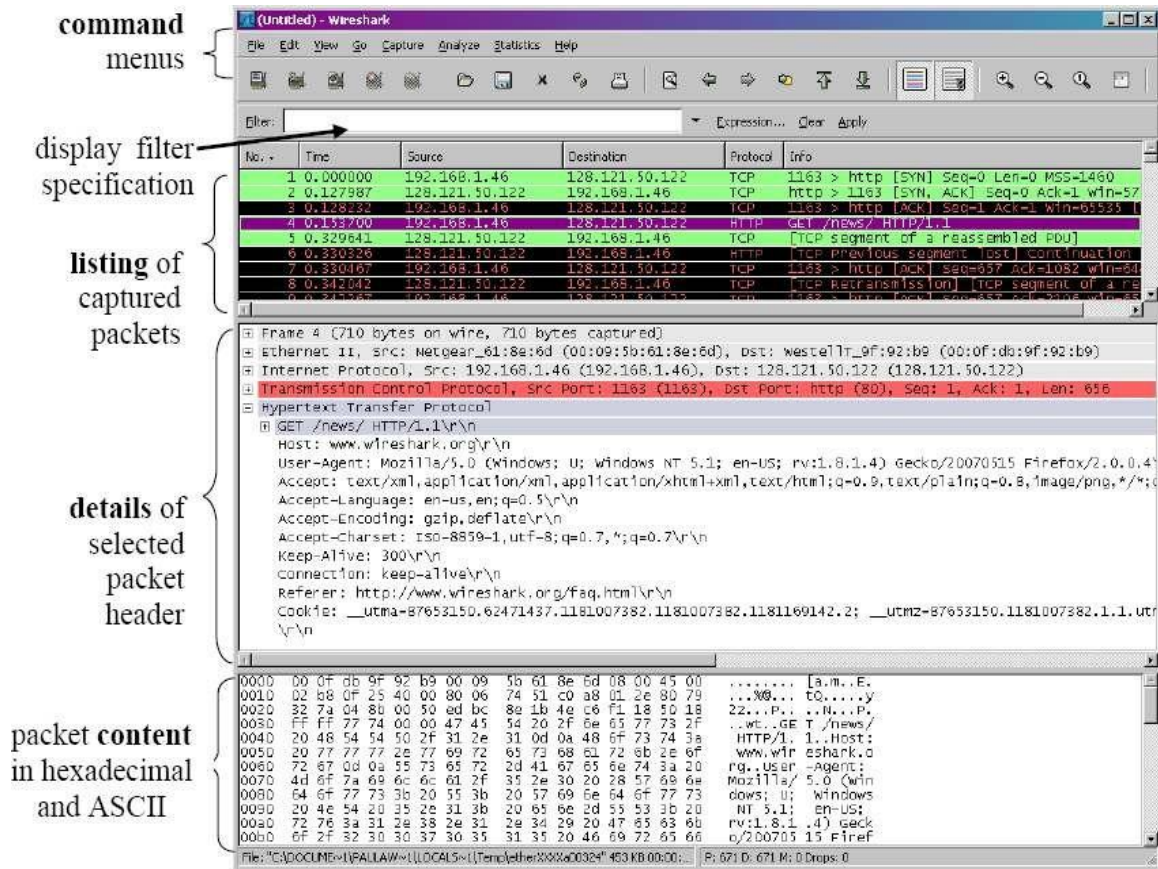 command
menus
display filter
specification
listing of
captured
packets
details of
selected
packet
header
packet content
in hexadecimal
and ASCII
(Untitled) - Wireshark
File Edit View Go Capture Analyze Statistics Help
Filter: Expression... Clear Apply
No. Time Source Destination Protocol Info
1 0.000000 192.168.1.46 128.121.50.122 TCP 1163 > http [SYN] Seq=0 Len=0 MSS=1460
2 0.127987 128.121.50.122 192.168.1.46 TCP http > 1163 [SYN, ACK] Seq=0 Ack=1 Win=57
3 0.128232 192.168.1.46 128.121.50.122 TCP 1163 > http [ACK] Seq=1 Ack=1 Win=65535 [
4 0.153700 192.168.1.46 128.121.50.122 HTTP GET /news/ HTTP/1.1
5 0.329641 128.121.50.122 192.168.1.46 TCP [TCP segment of a reassembled PDU]
6 0.330326 128.121.50.122 192.168.1.46 HTTP [TCP Previous segment lost] Continuation
7 0.330467 192.168.1.46 128.121.50.122 TCP 1163 > http [ACK] Seq=657 Ack=1082 Win=64
8 0.342042 128.121.50.122 192.168.1.46 TCP [TCP Retransmission] [TCP segment of a re
Frame 4 (710 bytes on wire, 710 bytes captured)
Ethernet II, Src: Netgear_61:8e:6d (00:09:5b:61:8e:6d), Dst: WestellT_9f:92:b9 (00:0f:db:9f:92:b9)
Internet Protocol, Src: 192.168.1.46 (192.168.1.46), Dst: 128.121.50.122 (128.121.50.122)
Transmission Control Protocol, Src Port: 1163 (1163), Dst Port: http (80), Seq: 1, Ack: 1, Len: 656
Hypertext Transfer Protocol
GET /news/ HTTP/1.1\r\n
Host: www.wireshark.org\r\n
User-Agent: Mozilla/5.0 (Windows; U; Windows NT 5.1; en-US; rv:1.8.1.4) Gecko/20070515 Firefox/2.0.0.4\
Accept: text/xml,application/xml,application/xhtml+xml,text/html;q=0.9,text/plain;q=0.8,image/png,*/*;q
Accept-Language: en-us,en;q=0.5\r\n
Accept-Encoding: gzip,deflate\r\n
Accept-Charset: ISO-8859-1,utf-8;q=0.7,*;q=0.7\r\n
Keep-Alive: 300\r\n
Connection: keep-alive\r\n
Referer: http://www.wireshark.org/faq.html\r\n
Cookie: __utma=87653150.62471437.1181007382.1181007382.1181169142.2; __utmz=87653150.1181007382.1.1.utm
\r\n
0000 00 0f db 9f 92 b9 00 09 5b 61 8e 6d 08 00 45 00 ........ [a.m..E.
0010 02 b8 0f 25 40 00 80 06 74 51 c0 a8 01 2e 80 79 ...%@... tQ.....y
0020 32 7a 04 8b 00 50 ed bc 8e 1b 4e c6 f1 18 50 18 2z...P.. ..N...P.
0030 ff ff 77 74 00 00 47 45 54 20 2f 6e 65 77 73 2f ..wt..GE T /news/
0040 20 48 54 54 50 2f 31 2e 31 0d 0a 48 6f 73 74 3a HTTP/1. 1..Host:
0050 20 77 77 77 2e 77 69 72 65 73 68 61 72 6b 2e 6f www.wir eshark.o
0060 72 67 0d 0a 55 73 65 72 2d 41 67 65 6e 74 3a 20 rg..User -Agent:
0070 4d 6f 7a 69 6c 6c 61 2f 35 2e 30 20 28 57 69 6e Mozilla/ 5.0 (Win
0080 64 6f 77 73 3b 20 55 3b 20 57 69 6e 64 6f 77 73 dows; U; Windows
0090 20 4e 54 20 35 2e 31 3b 20 65 6e 2d 55 53 3b 20 NT 5.1; en-US;
00a0 72 76 3a 31 2e 38 2e 31 2e 34 29 20 47 65 63 6b rv:1.8.1 .4) Geck
00b0 6f 2f 32 30 30 37 30 35 31 35 20 46 69 72 65 66 o/200705 15 Firef
File: "C:\DOCUME~1\PAULAW~1\LOCALS~1\Temp\etherXXXXa00324" 453 KB 00:00:... P: 671 D: 671 M: 0 Drops: 0